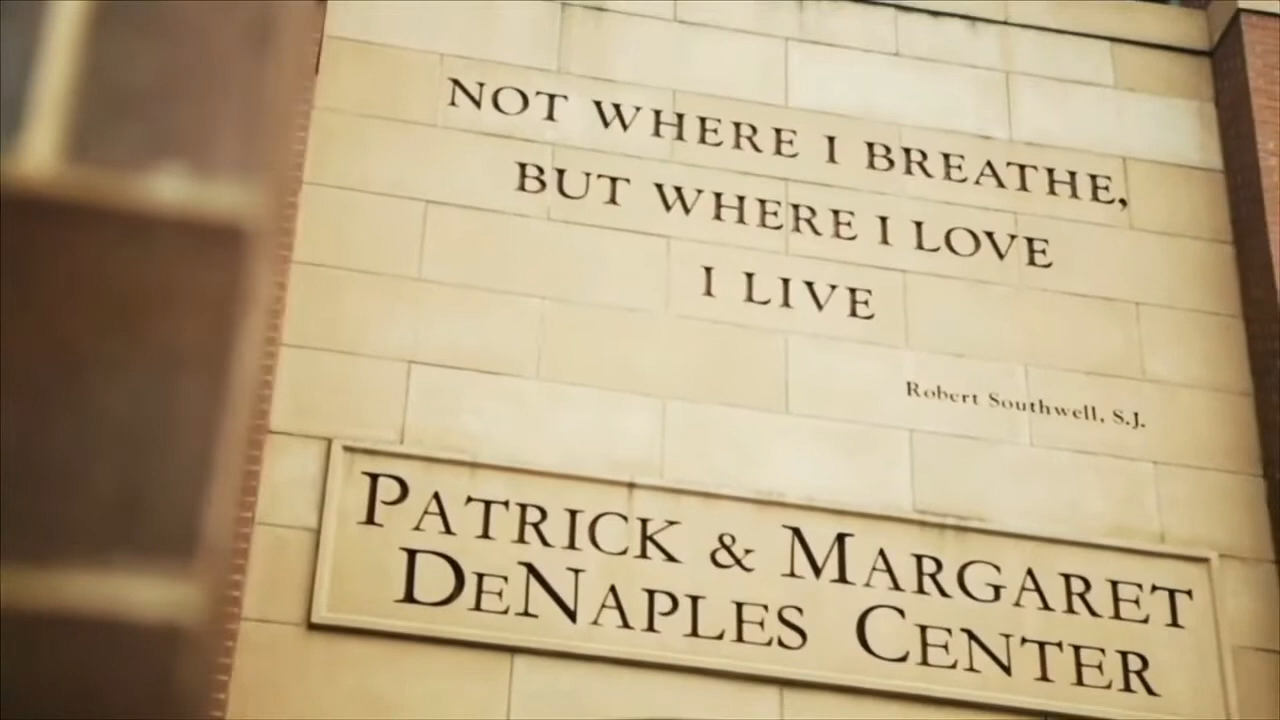 NOT WHERE I BREATHE,
BUT WHERE I LOVE
I LIVE
Robert Southwell, S.J.
PATRICK & MARGARET
DENAPLES CENTER